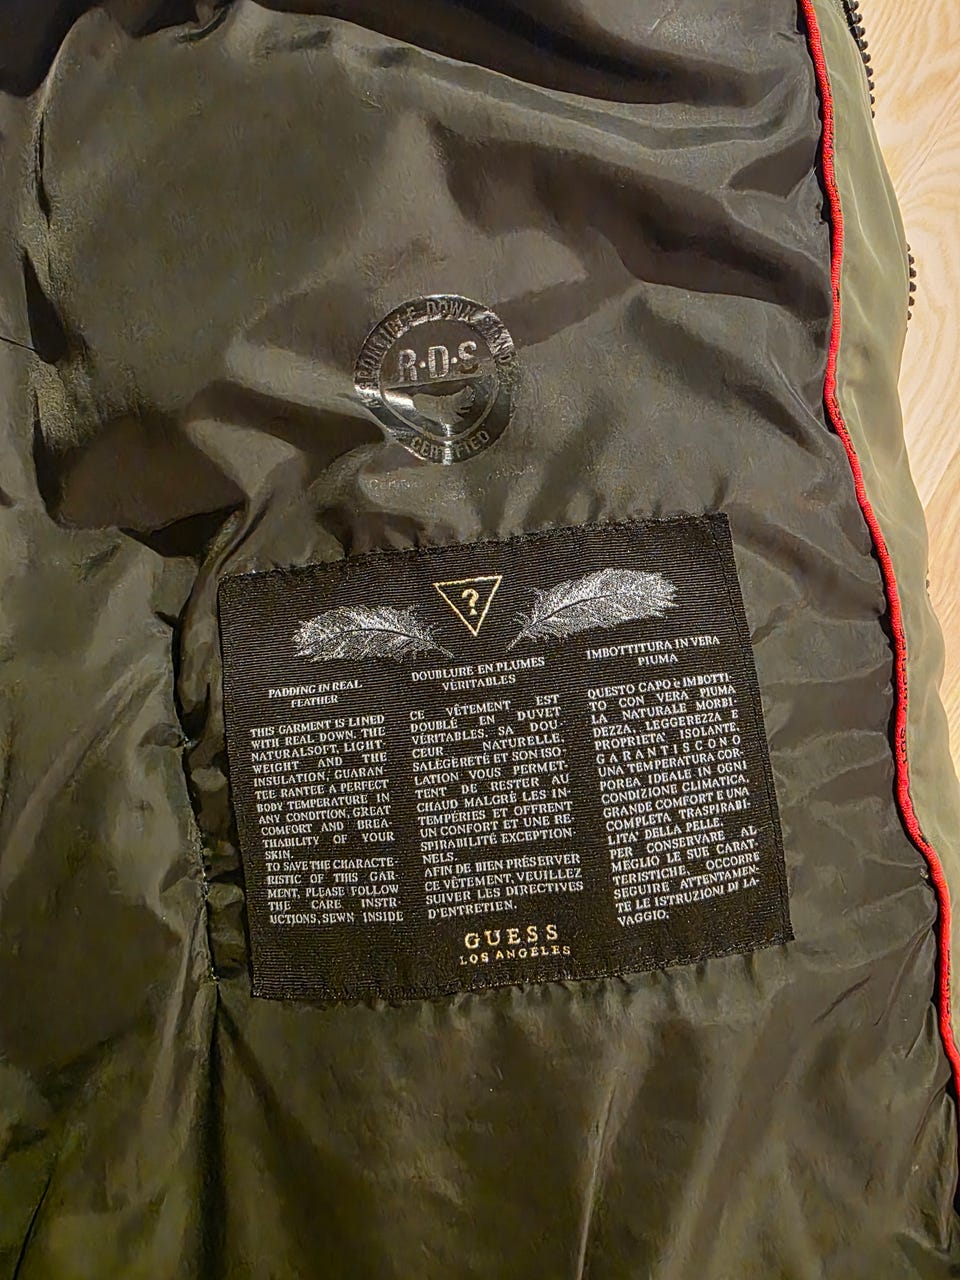 RESPONSIBLE DOWN STANDARD
R·D·S
CERTIFIED
?
PADDING IN REAL
FEATHER
THIS GARMENT IS LINED
WITH REAL DOWN, THE
NATURALSOFT, LIGHT
WEIGHT AND THE
INSULATION, GUARAN
TEE RANTEE A PERFECT
BODY TEMPERATURE IN
ANY CONDITION, GREAT
COMFORT AND BREA-
THABILITY OF YOUR
SKIN.
TO SAVE THE CHARACTE-
RISTIC OF THIS GAR-
MENT, PLEASE FOLLOW
THE CARE INSTR
UCTIONS, SEWN INSIDE
DOUBLURE EN PLUMES
VÉRITABLES
CE VÊTEMENT EST
DOUBLÉ EN DUVET
VÉRITABLES. SA DOU-
CEUR NATURELLE,
SALÉGERETÉ ET SON ISO-
LATION VOUS PERMET-
TENT DE RESTER AU
CHAUD MALGRÉ LES IN-
TEMPÉRIES ET OFFRENT
UN CONFORT ET UNE RE-
SPIRABILITÉ EXCEPTION-
NELS.
AFIN DE BIEN PRÉSERVER
CE VÊTEMENT, VEUILLEZ
SUIVER LES DIRECTIVES
D'ENTRETIEN.
IMBOTTITURA IN VERA
PIUMA
QUESTO CAPO è IMBOTTI-
TO CON VERA PIUMA
LA NATURALE MORBI-
DEZZA, LEGGEREZZA E
PROPRIETA' ISOLANTE
GARANTISCONO
UNA TEMPERATURA COR-
POREA IDEALE IN OGNI
CONDIZIONE CLIMATICA,
GRANDE COMFORT E UNA
COMPLETA TRASPIRABI-
LITA' DELLA PELLE.
PER CONSERVARE AL
MEGLIO LE SUE CARAT-
TERISTICHE, OCCORRE
SEGUIRE ATTENTAMEN-
TE LE ISTRUZIONI DI LA-
VAGGIO.
GUESS
LOS ANGELES